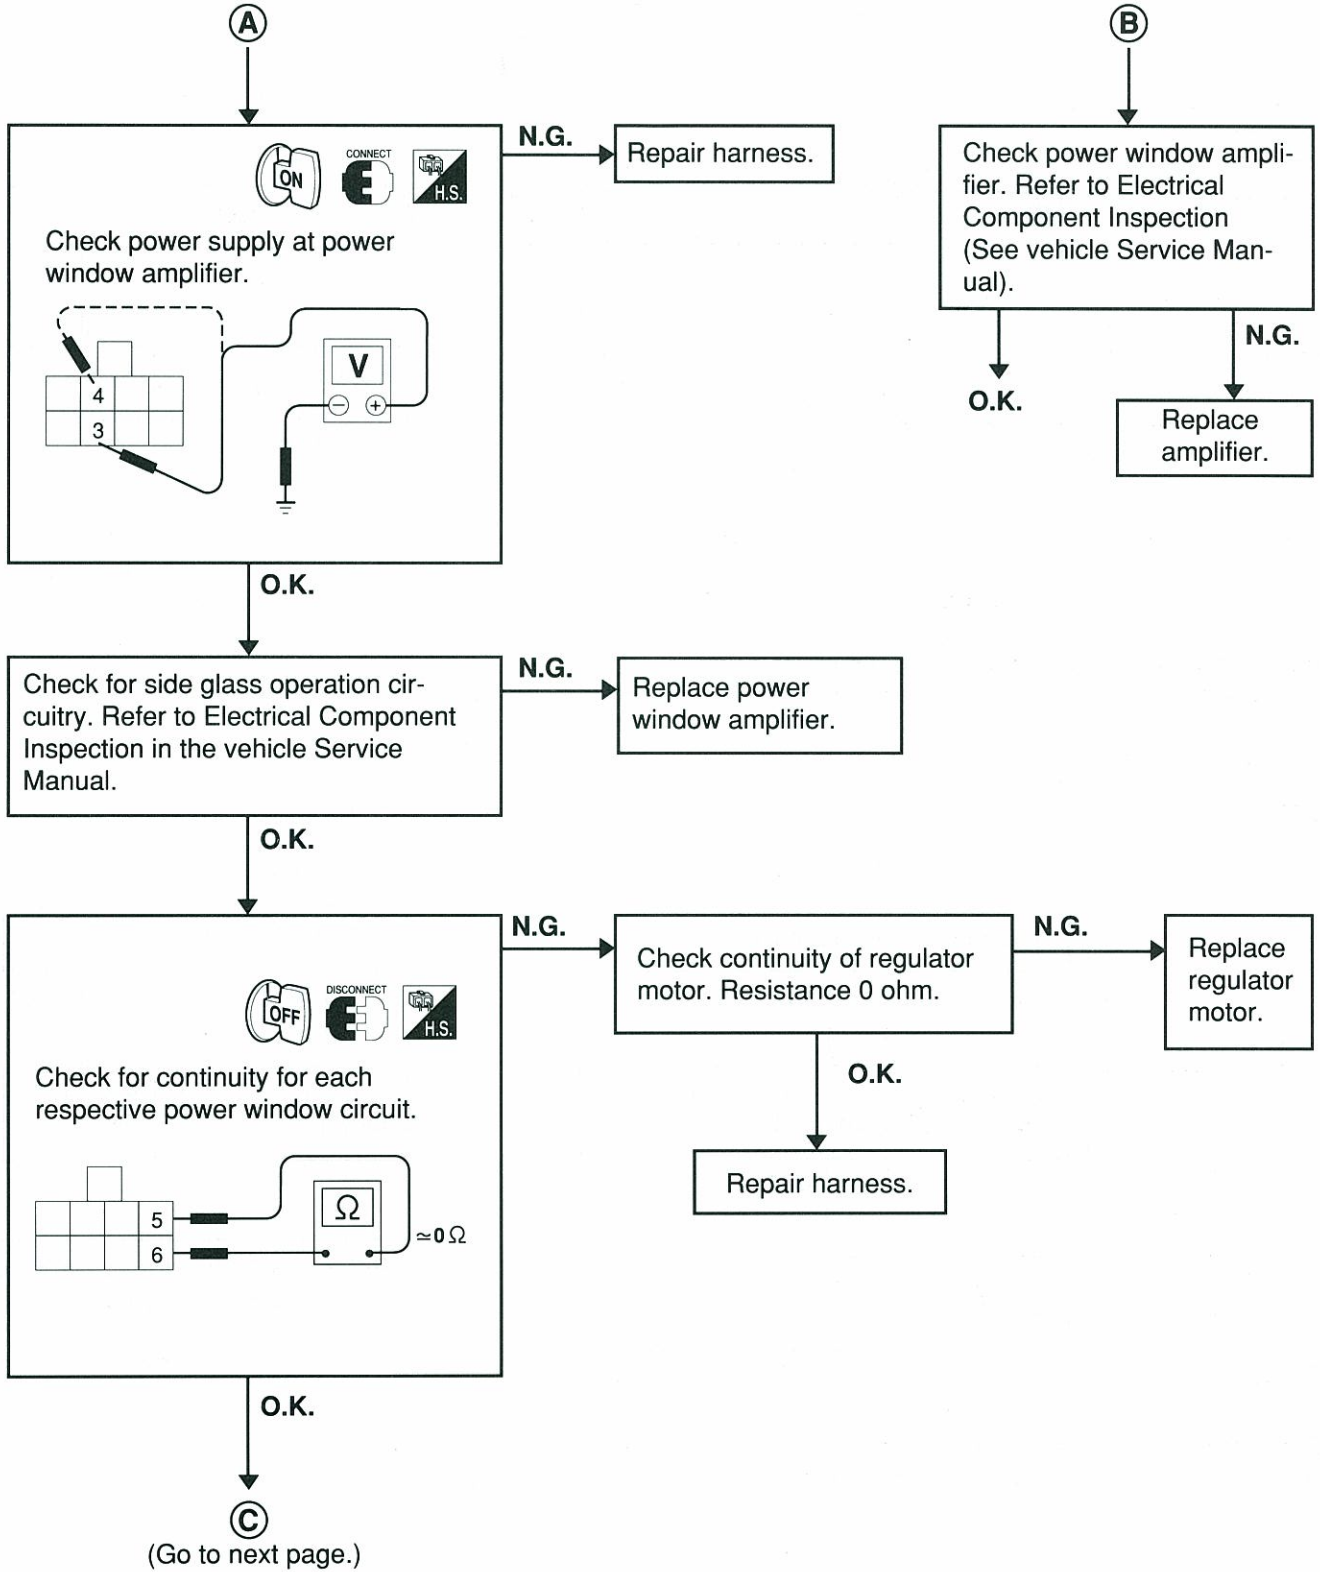 A
B
ON
CONNECT
H.S.
Check power supply at power
window amplifier.
V
− +
4
3
N.G.
Repair harness.
Check power window ampli-
fier. Refer to Electrical
Component Inspection
(See vehicle Service Man-
ual).
N.G.
O.K.
Replace
amplifier.
O.K.
Check for side glass operation cir-
cuitry. Refer to Electrical Component
Inspection in the vehicle Service
Manual.
N.G.
Replace power
window amplifier.
O.K.
OFF
DISCONNECT
H.S.
Check for continuity for each
respective power window circuit.
Ω
5
6
≃0Ω
N.G.
Check continuity of regulator
motor. Resistance 0 ohm.
N.G.
Replace
regulator
motor.
O.K.
Repair harness.
O.K.
C
(Go to next page.)